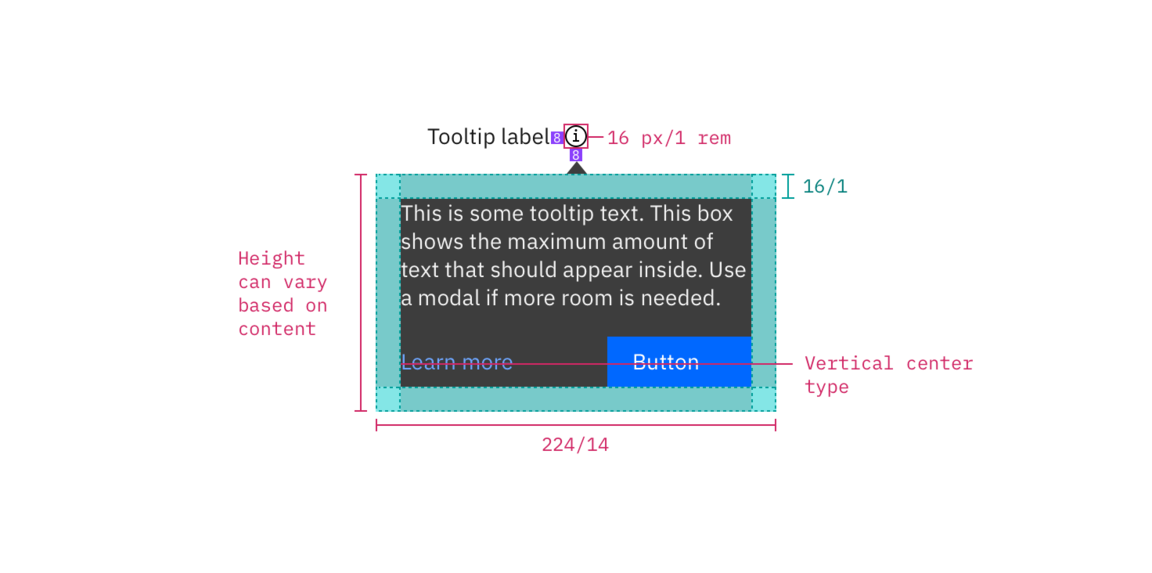 Tooltip label 8 i 16 px/1 rem
8
16/1
This is some tooltip text. This box
shows the maximum amount of
text that should appear inside. Use
a modal if more room is needed.
Height
can vary
based on
content
Learn more Button
Vertical center
type
224/14